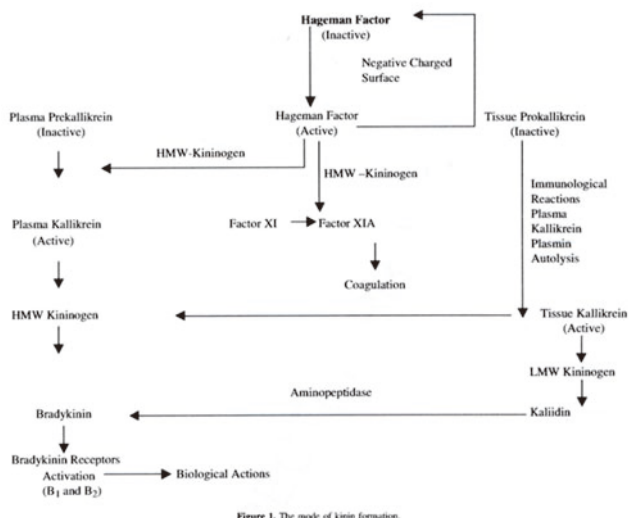 Hageman Factor
(Inactive)
Negative Charged
Surface
Plasma Prekallikrein
(Inactive)
Hageman Factor
(Active)
Tissue Prokallikrein
(Inactive)
HMW-Kininogen
HMW –Kininogen
Immunological
Reactions
Plasma
Kallikrein
Plasmin
Autolysis
Plasma Kallikrein
(Active)
Factor XI
Factor XIA
Coagulation
HMW Kininogen
Tissue Kallikrein
(Active)
LMW Kininogen
Aminopeptidase
Bradykinin
Kaliidin
Bradykinin Receptors
Activation
(B₁ and B₂)
Biological Actions
Figure 1. The mode of kinin formation.